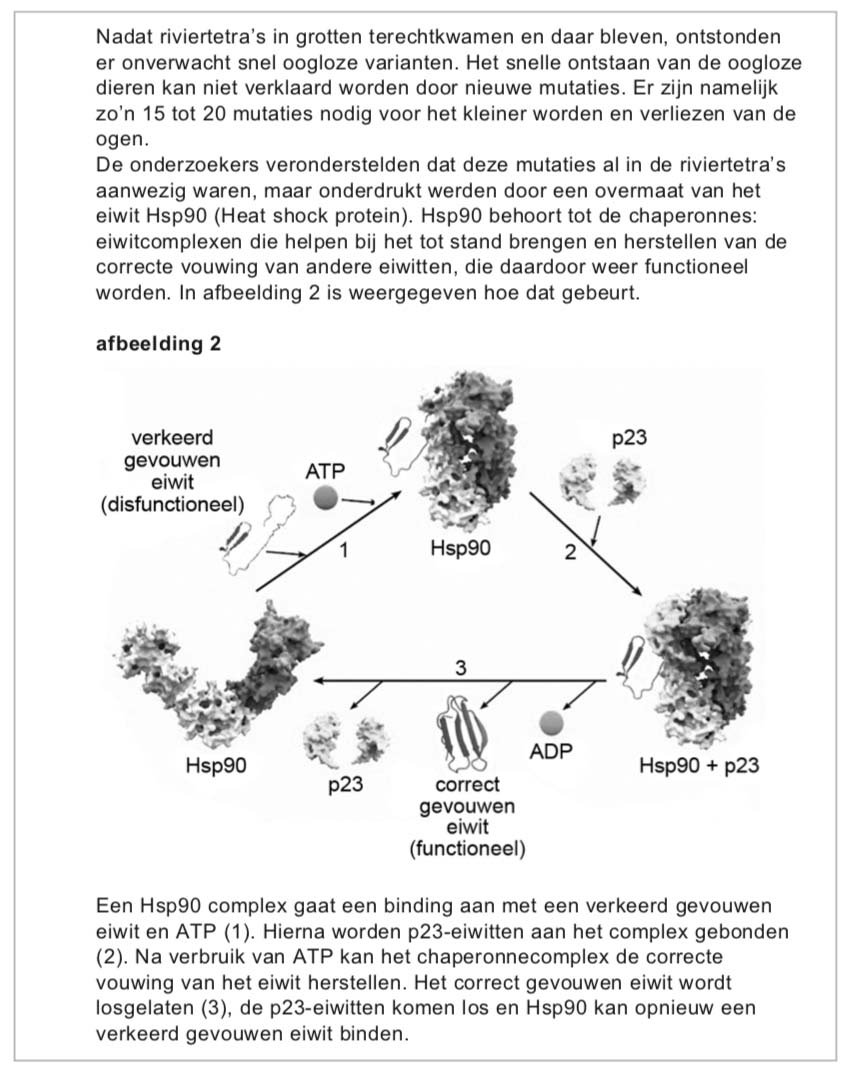 Nadat riviertetra's in grotten terechtkwamen en daar bleven, ontstonden
er onverwacht snel oogloze varianten. Het snelle ontstaan van de oogloze
dieren kan niet verklaard worden door nieuwe mutaties. Er zijn namelijk
zo'n 15 tot 20 mutaties nodig voor het kleiner worden en verliezen van de
ogen.
De onderzoekers veronderstelden dat deze mutaties al in de riviertetra's
aanwezig waren, maar onderdrukt werden door een overmaat van het
eiwit Hsp90 (Heat shock protein). Hsp90 behoort tot de chaperonnes:
eiwitcomplexen die helpen bij het tot stand brengen en herstellen van de
correcte vouwing van andere eiwitten, die daardoor weer functioneel
worden. In afbeelding 2 is weergegeven hoe dat gebeurt.
afbeelding 2
verkeerd
gevouwen
eiwit
(disfunctioneel)
ATP
1
Hsp90
p23
2
Hsp90
3
p23
correct
gevouwen
eiwit
(functioneel)
ADP
Hsp90 + p23
Een Hsp90 complex gaat een binding aan met een verkeerd gevouwen
eiwit en ATP (1). Hierna worden p23-eiwitten aan het complex gebonden
(2). Na verbruik van ATP kan het chaperonnecomplex de correcte
vouwing van het eiwit herstellen. Het correct gevouwen eiwit wordt
losgelaten (3), de p23-eiwitten komen los en Hsp90 kan opnieuw een
verkeerd gevouwen eiwit binden.